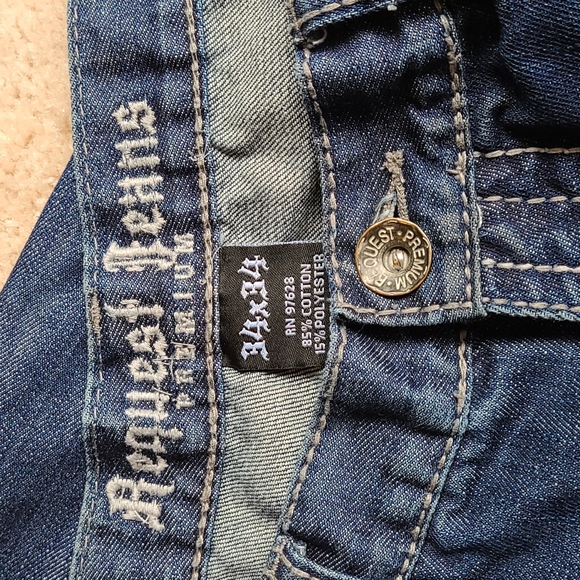 Request Jeans
PREMIUM
34x34
RN 97628
85% COTTON
15% POLYESTER
REQUEST • PREMIUM •